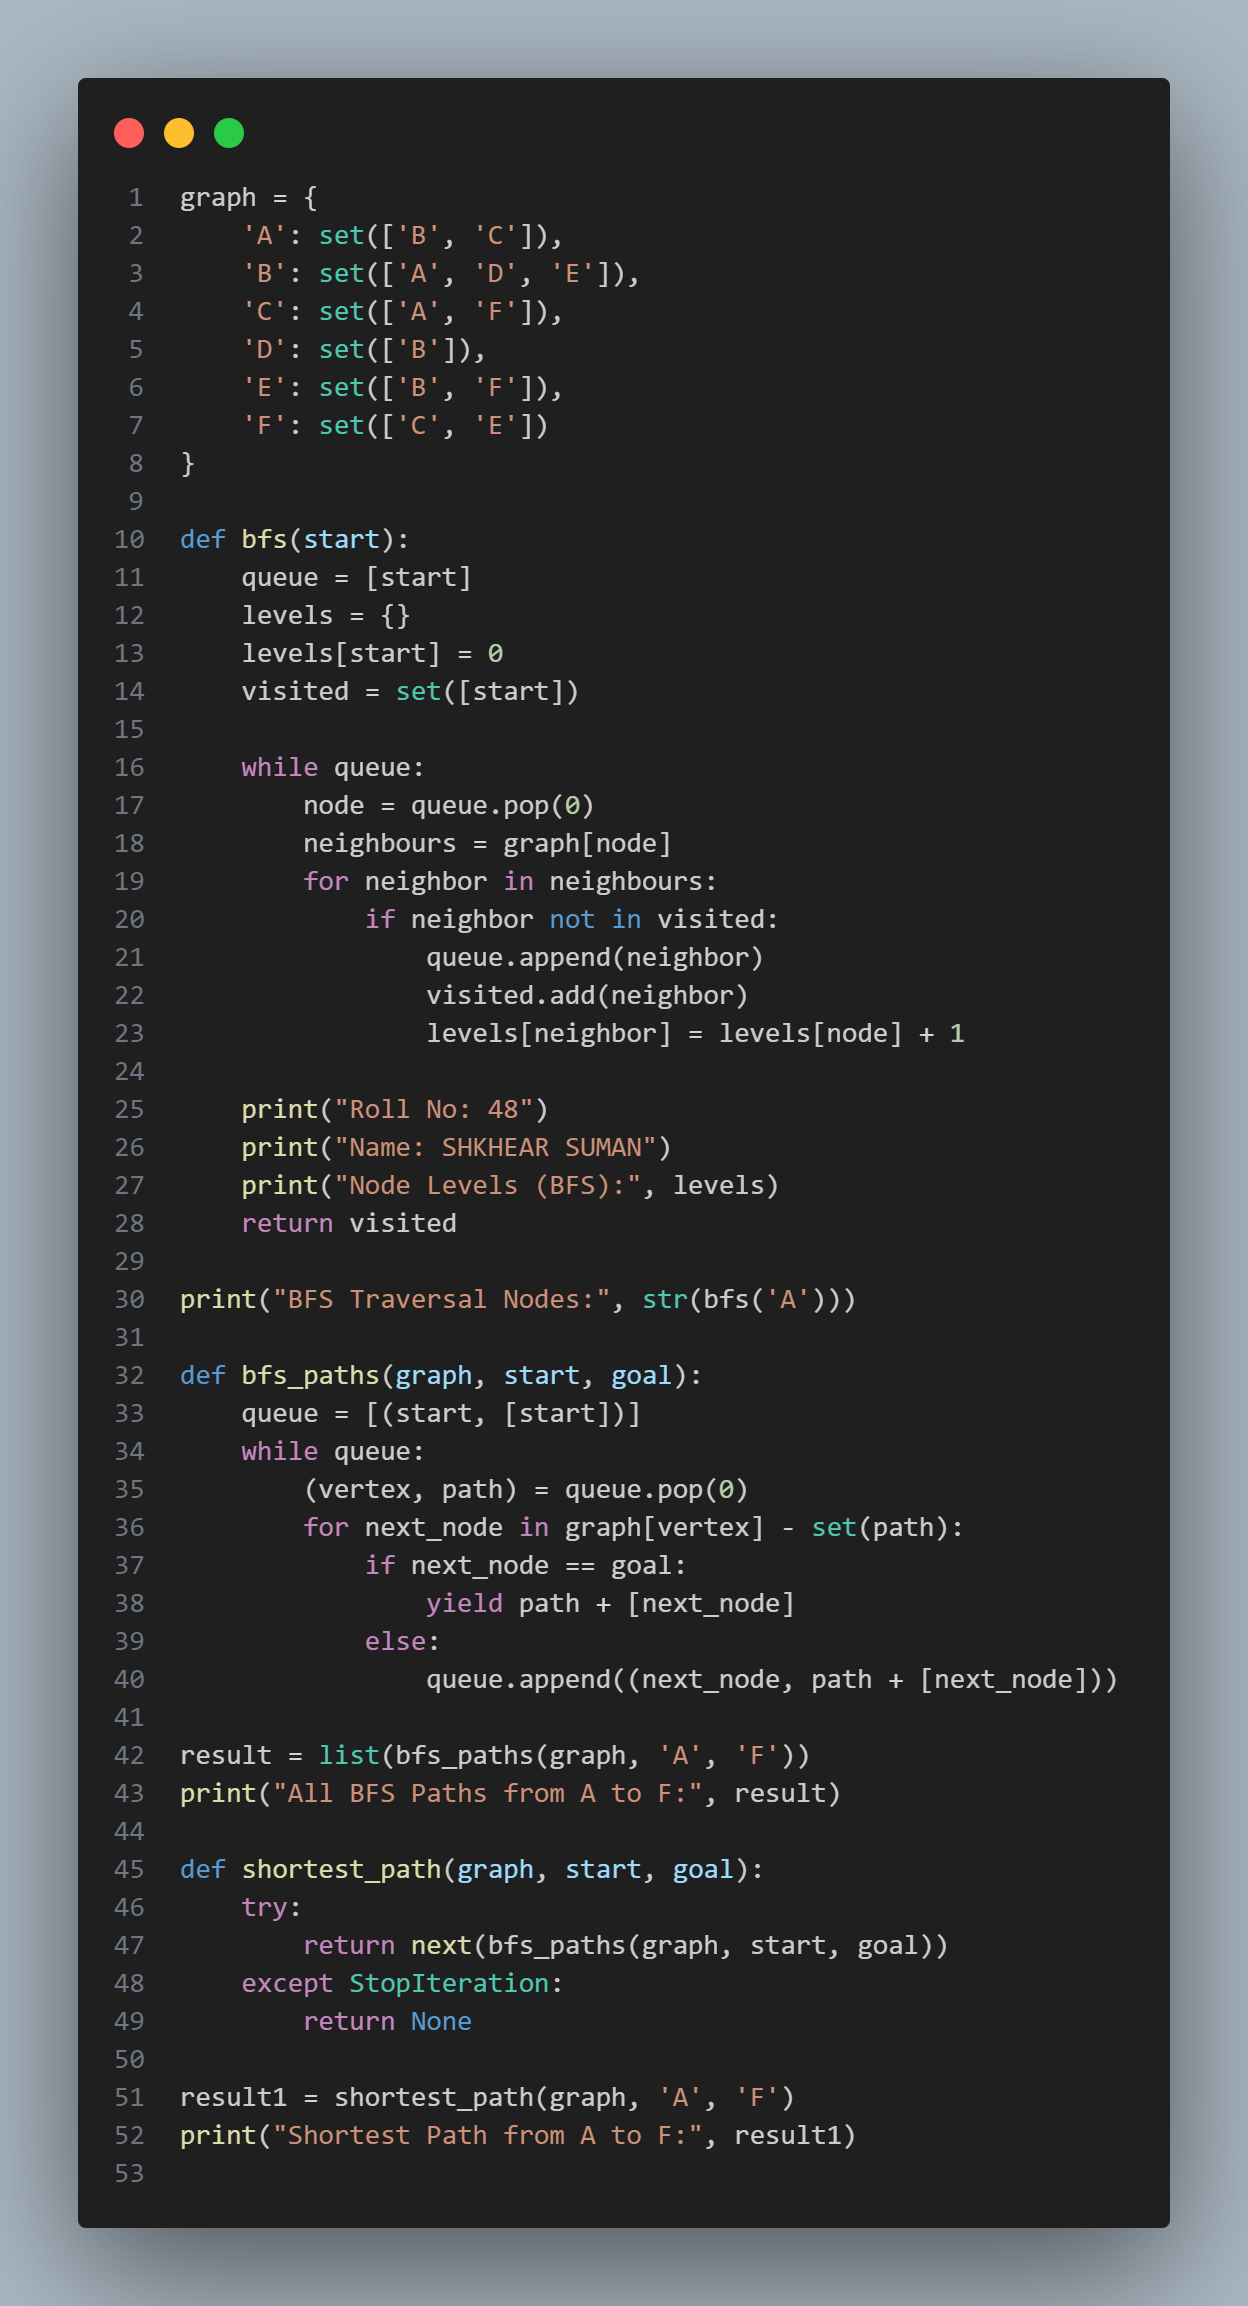 1 graph = {
2     'A': set(['B', 'C']),
3     'B': set(['A', 'D', 'E']),
4     'C': set(['A', 'F']),
5     'D': set(['B']),
6     'E': set(['B', 'F']),
7     'F': set(['C', 'E'])
8 }
9
10 def bfs(start):
11     queue = [start]
12     levels = {}
13     levels[start] = 0
14     visited = set([start])
15
16     while queue:
17         node = queue.pop(0)
18         neighbours = graph[node]
19         for neighbor in neighbours:
20             if neighbor not in visited:
21                 queue.append(neighbor)
22                 visited.add(neighbor)
23                 levels[neighbor] = levels[node] + 1
24
25     print("Roll No: 48")
26     print("Name: SHKHEAR SUMAN")
27     print("Node Levels (BFS):", levels)
28     return visited
29
30 print("BFS Traversal Nodes:", str(bfs('A')))
31
32 def bfs_paths(graph, start, goal):
33     queue = [(start, [start])]
34     while queue:
35         (vertex, path) = queue.pop(0)
36         for next_node in graph[vertex] - set(path):
37             if next_node == goal:
38                 yield path + [next_node]
39             else:
40                 queue.append((next_node, path + [next_node]))
41
42 result = list(bfs_paths(graph, 'A', 'F'))
43 print("All BFS Paths from A to F:", result)
44
45 def shortest_path(graph, start, goal):
46     try:
47         return next(bfs_paths(graph, start, goal))
48     except StopIteration:
49         return None
50
51 result1 = shortest_path(graph, 'A', 'F')
52 print("Shortest Path from A to F:", result1)
53